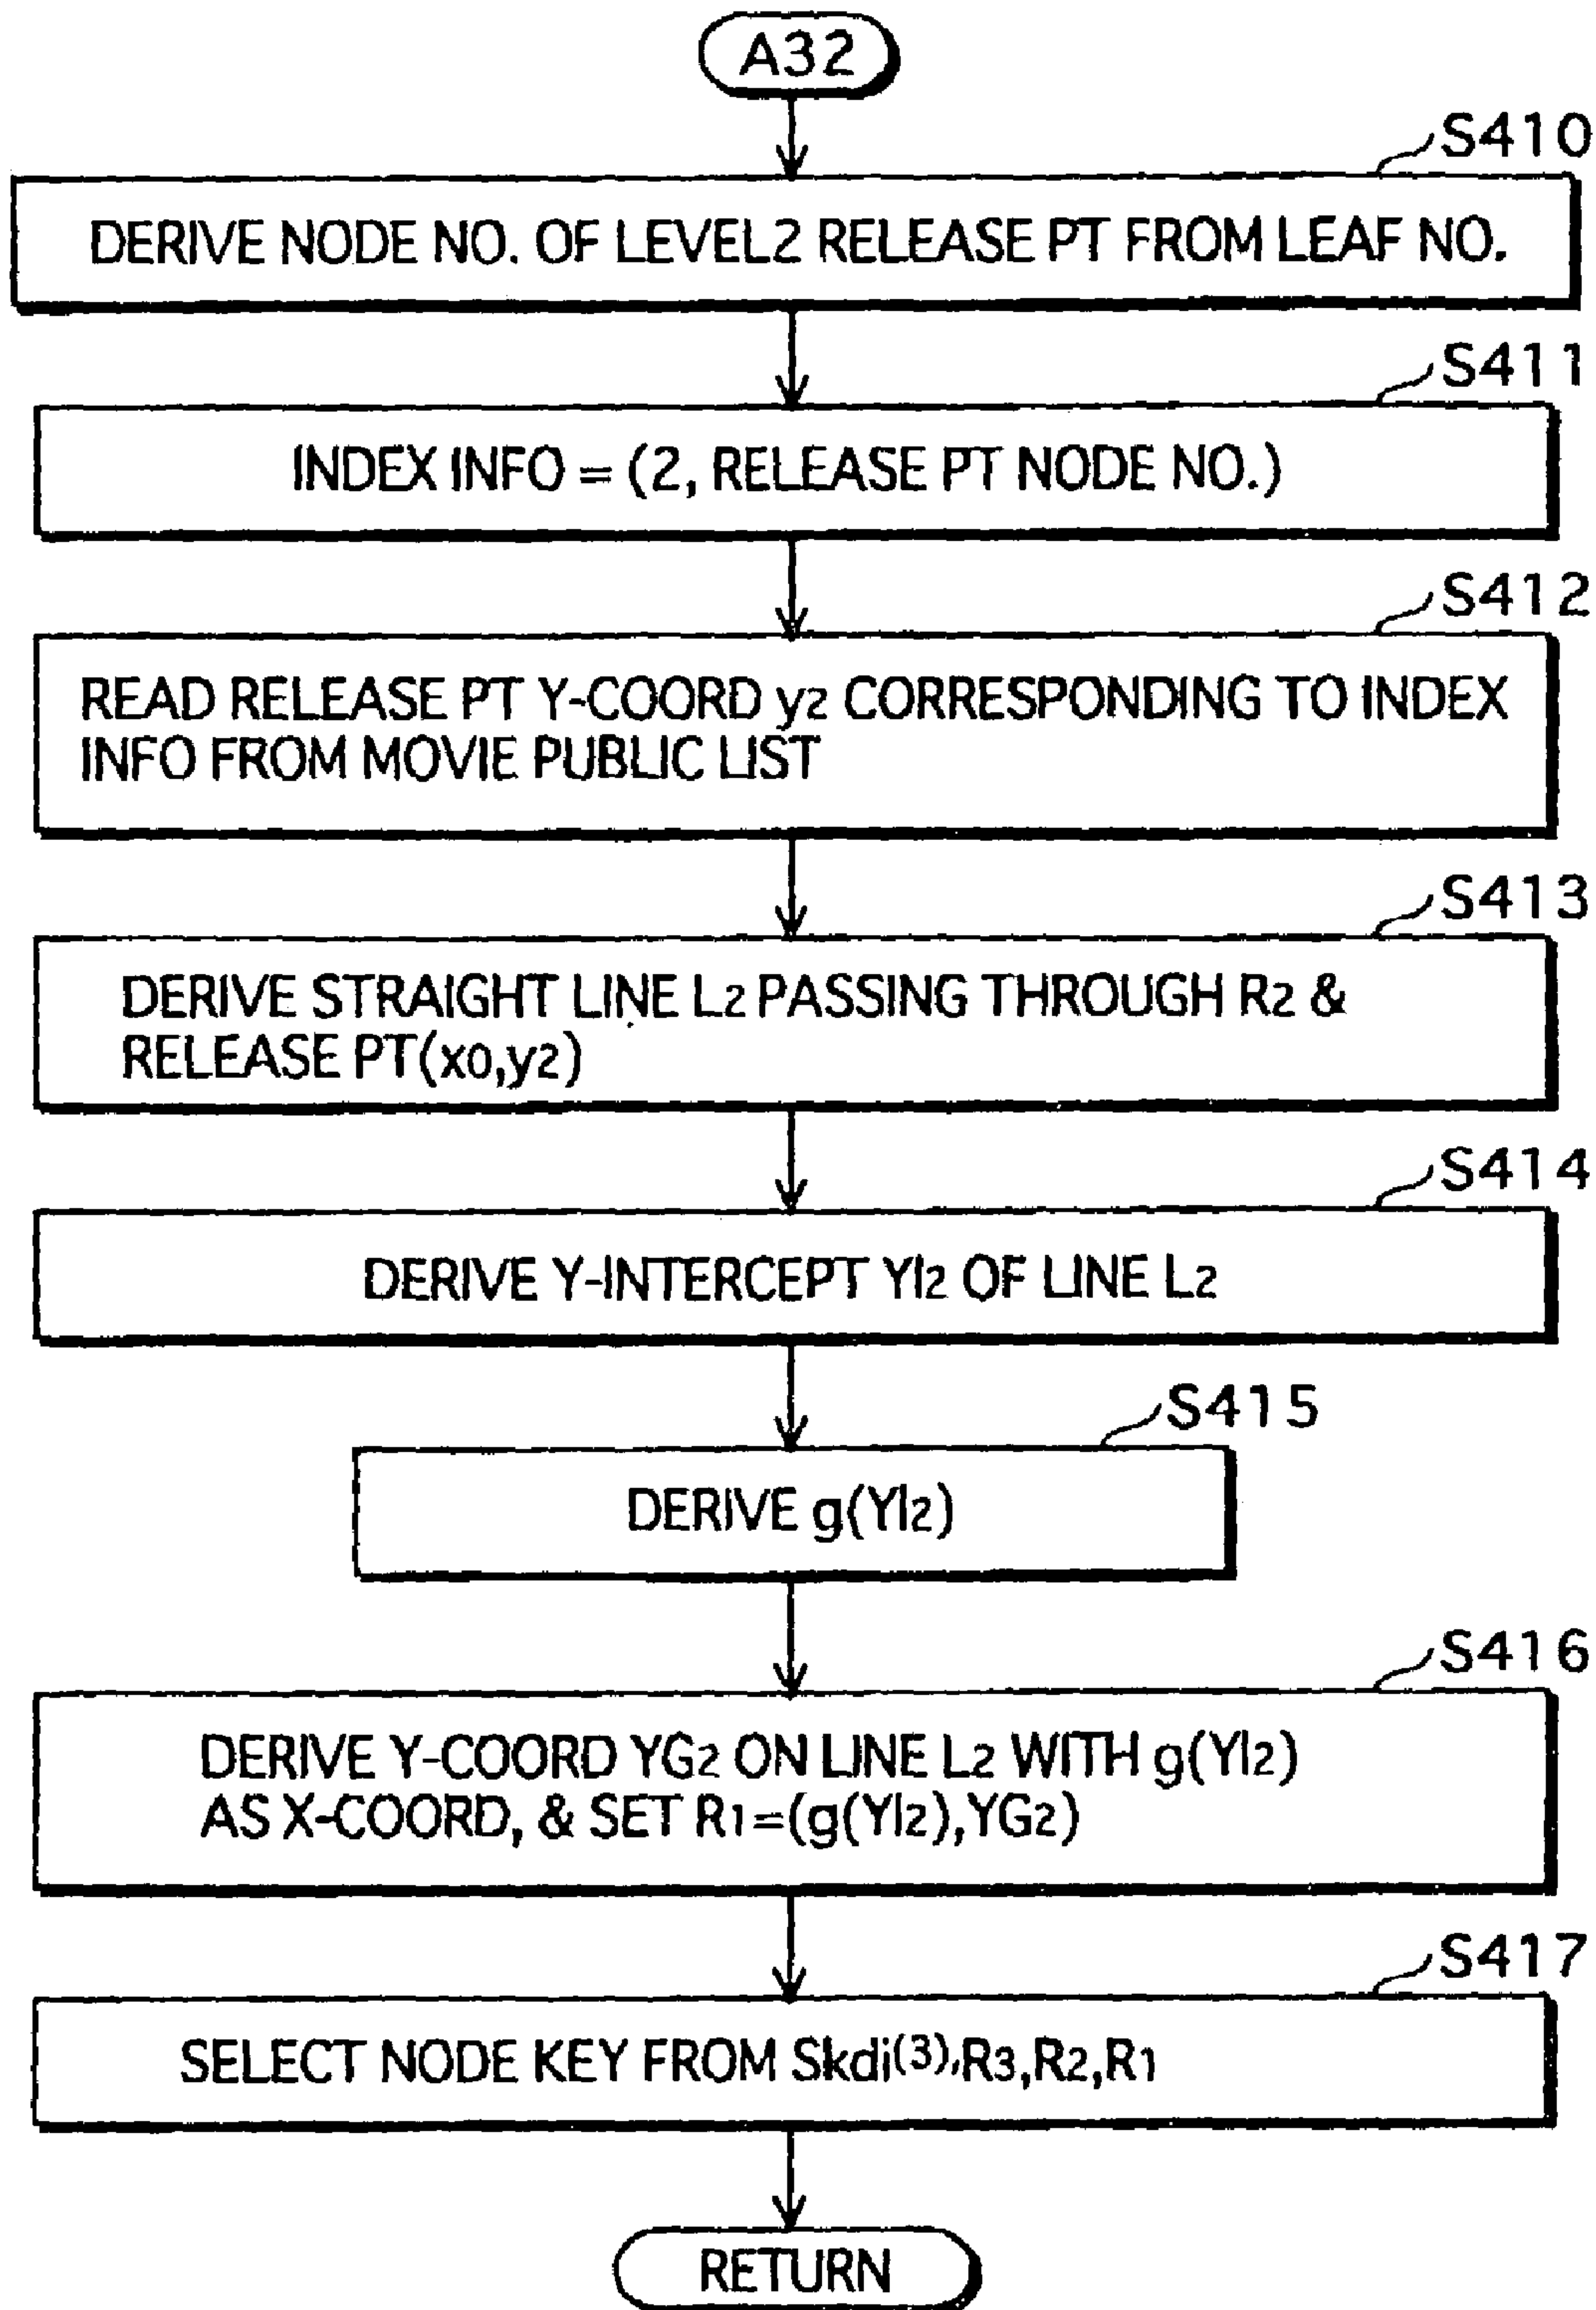 A32
S410
DERIVE NODE NO. OF LEVEL2 RELEASE PT FROM LEAF NO.
S411
INDEX INFO = (2, RELEASE PT NODE NO.)
S412
READ RELEASE PT Y-COORD y2 CORRESPONDING TO INDEX
INFO FROM MOVIE PUBLIC LIST
S413
DERIVE STRAIGHT LINE L2 PASSING THROUGH R2 &
RELEASE PT(x0,y2)
S414
DERIVE Y-INTERCEPT YI2 OF LINE L2
S415
DERIVE g(YI2)
S416
DERIVE Y-COORD YG2 ON LINE L2 WITH g(YI2)
AS X-COORD, & SET R1=(g(YI2),YG2)
S417
SELECT NODE KEY FROM Skdi(3),R3,R2,R1
RETURN